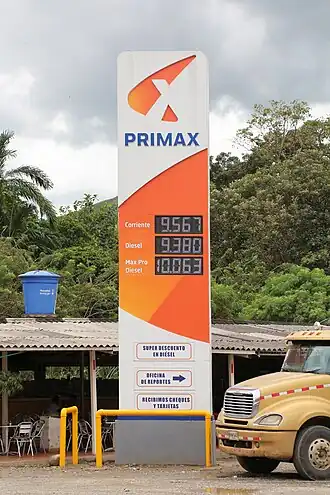 PRIMAX
Corriente 9.567
Diesel 9.380
Max Pro
Diesel 10.063
SUPER DESCUENTO
EN DIESEL
OFICINA
DE REPORTES
RECIBIMOS CHEQUES
Y TARJETAS